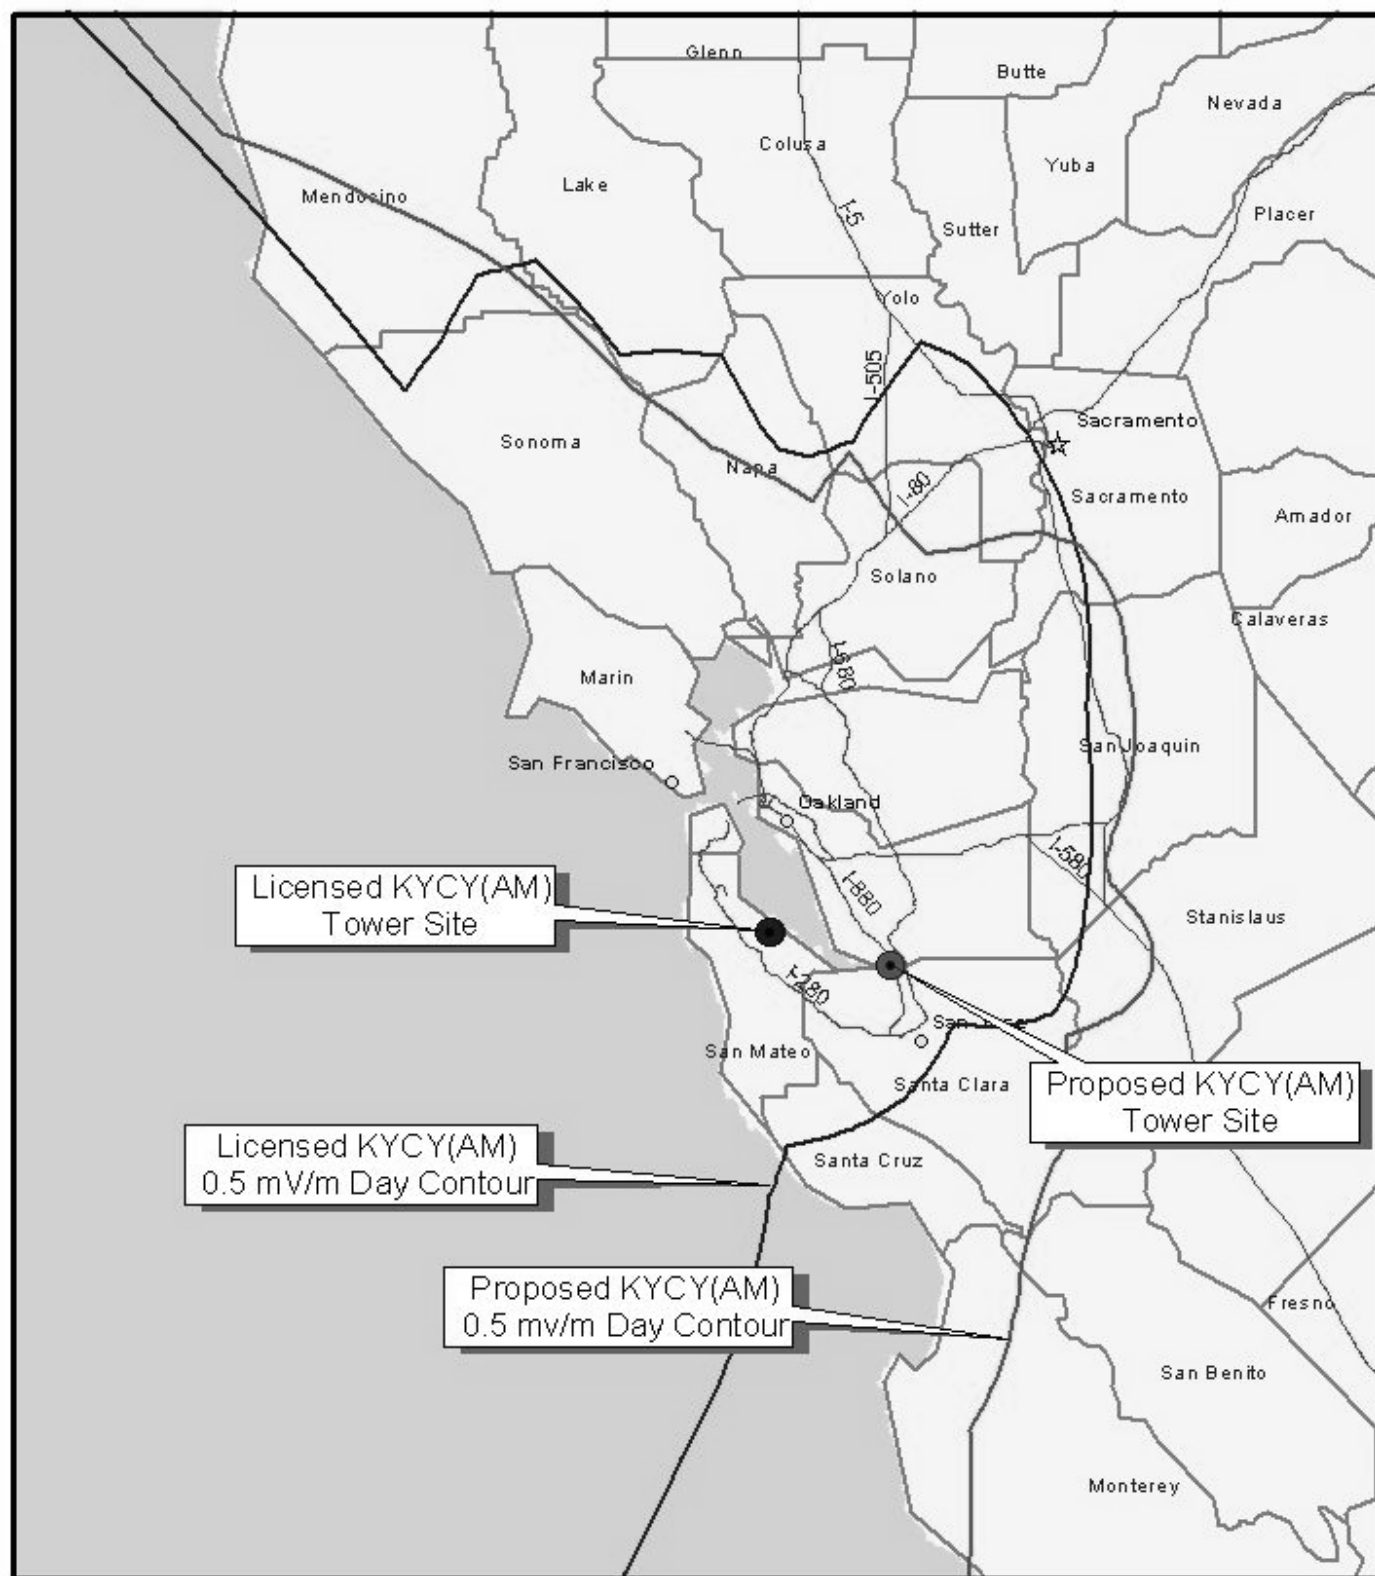 Glenn
Butte
Nevada
Colusa
Yuba
Lake
Mendocino
I-5
Placer
Sutter
Yolo
I-505
Sacramento
Sonoma
Napa
I-80
Sacramento
Amador
Solano
Calaveras
I-680
Marin
San Joaquin
San Francisco
Oakland
I-580
Licensed KYCY(AM)
Tower Site
I-880
Stanislaus
I-280
San Jose
San Mateo
Santa Clara
Proposed KYCY(AM)
Tower Site
Licensed KYCY(AM)
0.5 mV/m Day Contour
Santa Cruz
Proposed KYCY(AM)
0.5 mv/m Day Contour
Fresno
San Benito
Monterey